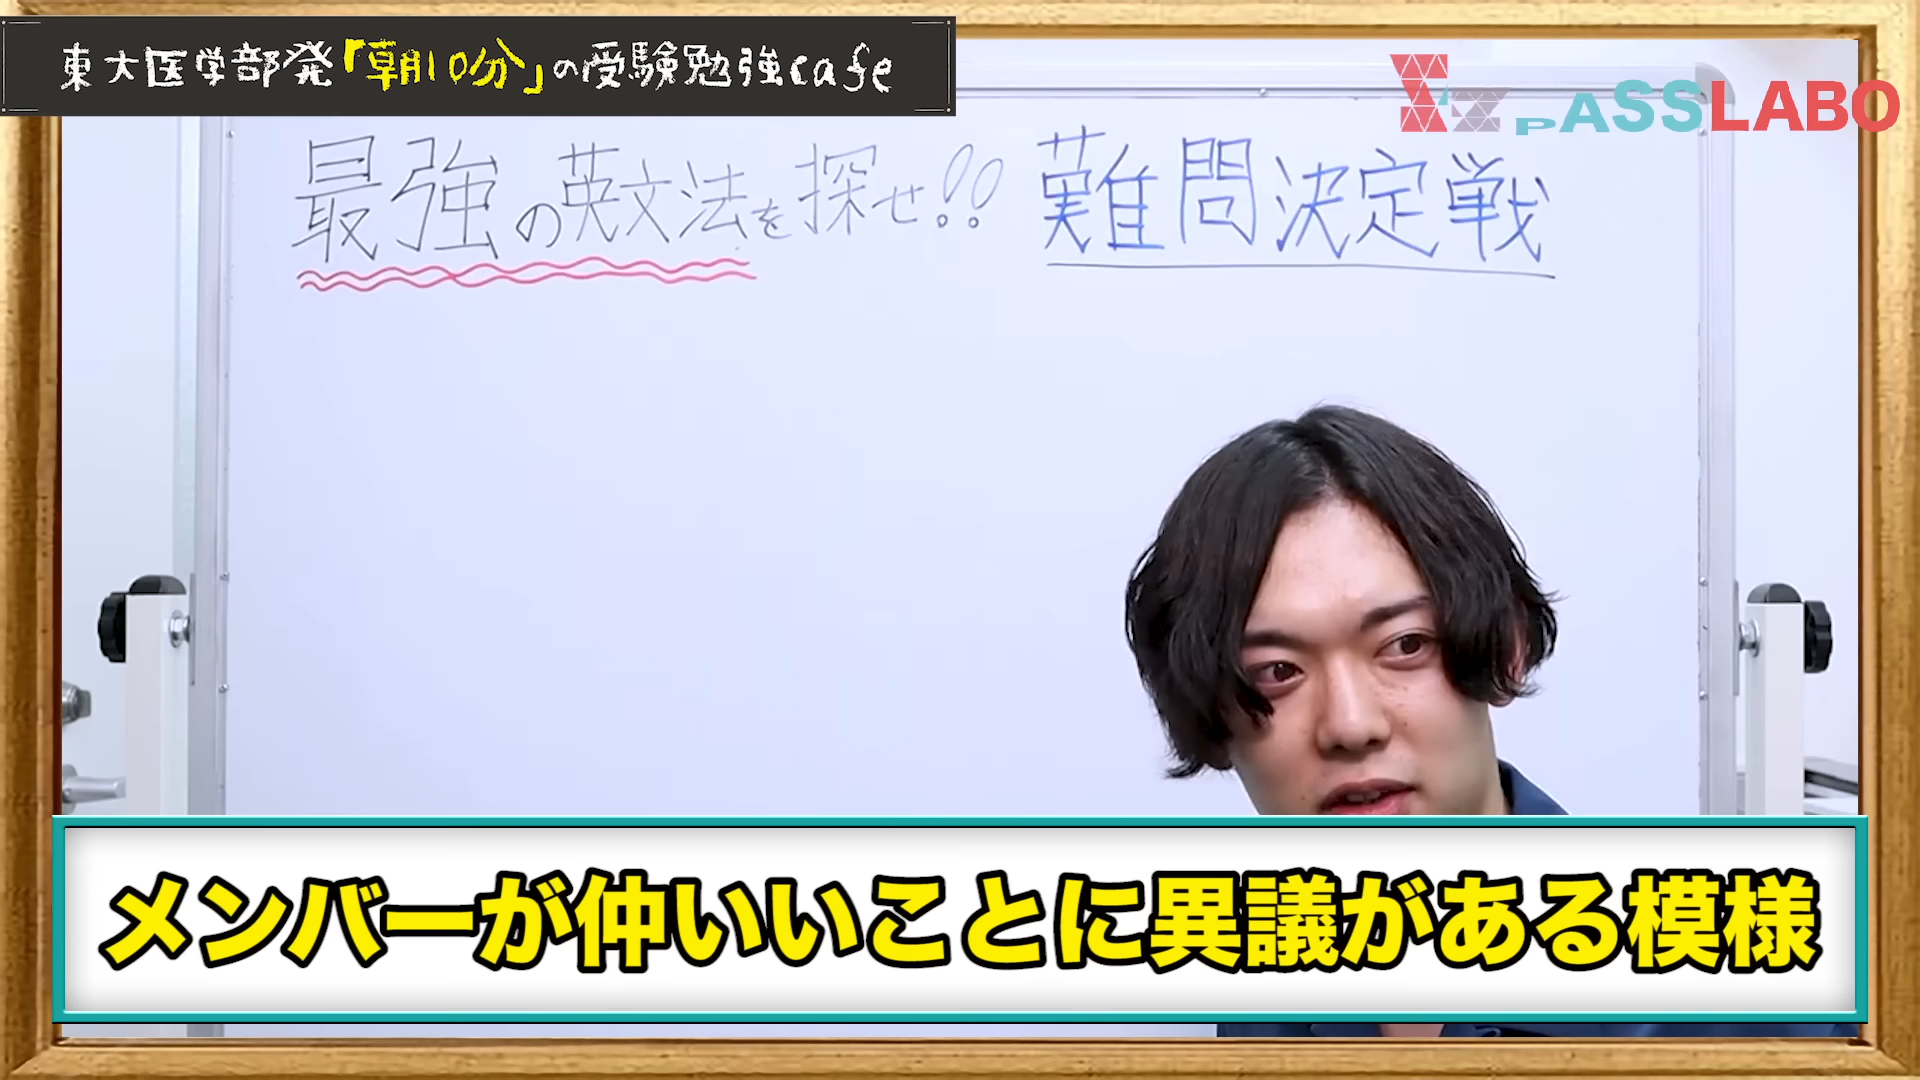 東大医学部発「朝10分」の受験勉強cafe
PASSLABO
最強の英文法を探せ!! 難問決定戦
メンバーが仲いいことに異議がある模様